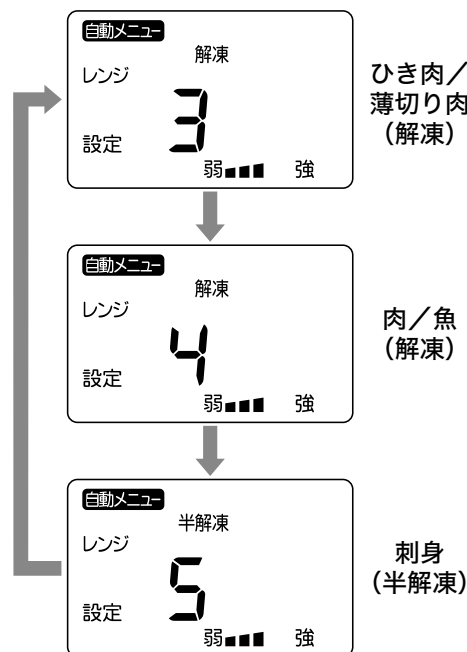 自動メニュー
解凍
レンジ
3
設定
弱 強
ひき肉／
薄切り肉
（解凍）
自動メニュー
解凍
レンジ
4
設定
弱 強
肉／魚
（解凍）
自動メニュー
半解凍
レンジ
5
設定
弱 強
刺身
（半解凍）